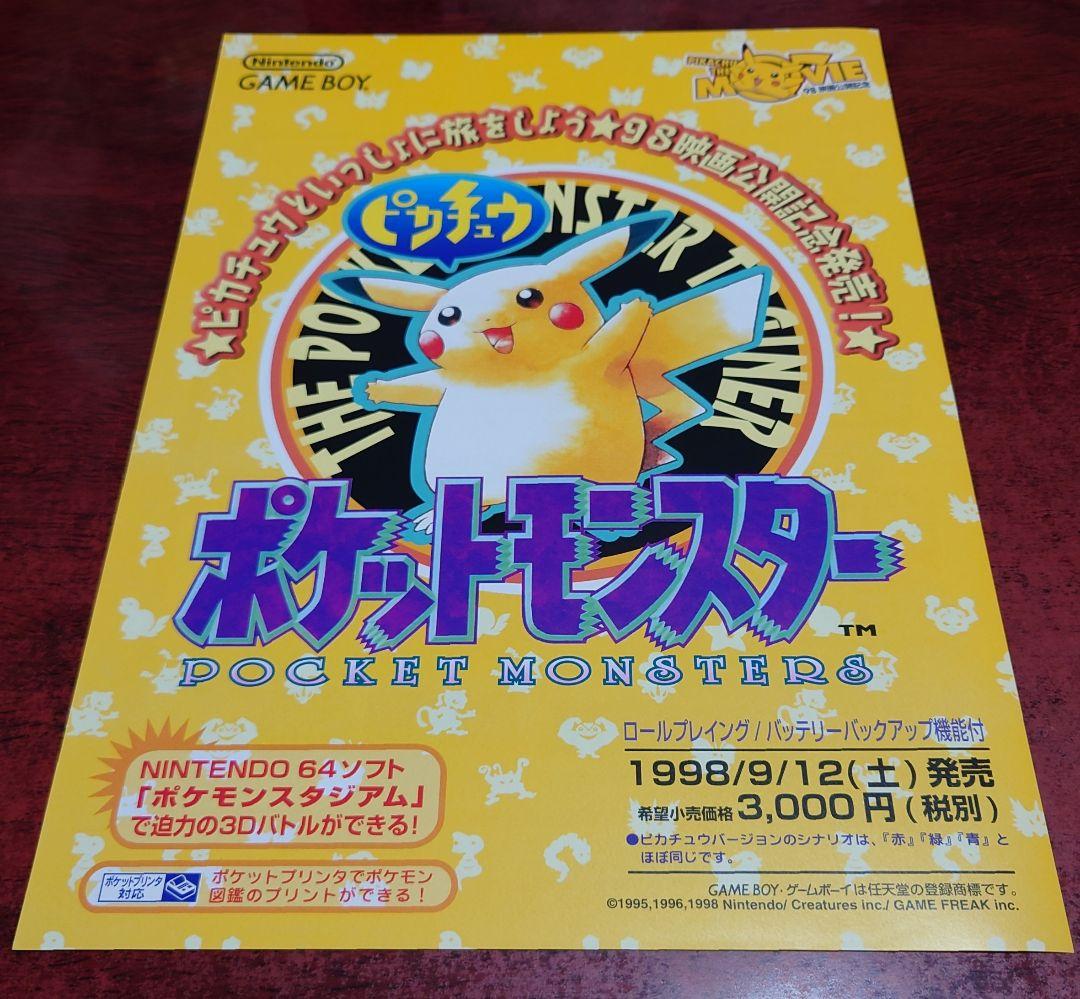 Nintendo
GAME BOY
PIKACHU
THE MOVIE
98 映画公開記念
★ピカチュウといっしょに旅をしよう★98映画公開記念発売!★
ピカチュウ
THE POCKET MONSTER TRAINER
ポケットモンスター
TM
POCKET MONSTERS
ロールプレイング/バッテリーバックアップ機能付
1998/9/12(土)発売
希望小売価格3,000円(税別)
●ピカチュウバージョンのシナリオは、『赤』『緑』『青』と
ほぼ同じです。
NINTENDO 64ソフト
「ポケモンスタジアム」
で迫力の3Dバトルができる!
ポケットプリンタ
対応
ポケットプリンタでポケモン
図鑑のプリントができる!
GAME BOY・ゲームボーイは任天堂の登録商標です。
©1995,1996,1998 Nintendo/ Creatures inc./ GAME FREAK inc.